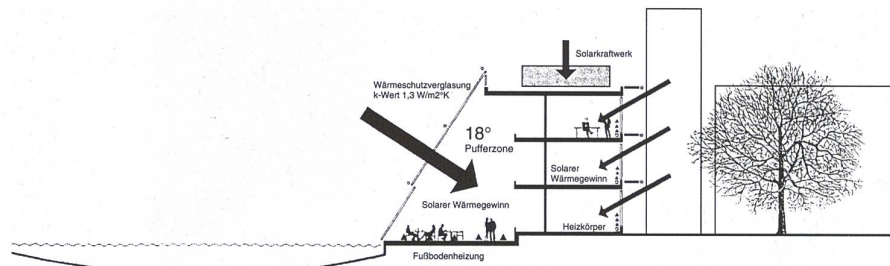 Solarkraftwerk
Wärmeschutzverglasung
k-Wert 1,3 W/m2°K
18°
Pufferzone
Solarer
Wärmegewinn
Solarer Wärmegewinn
Heizkörper
Fußbodenheizung